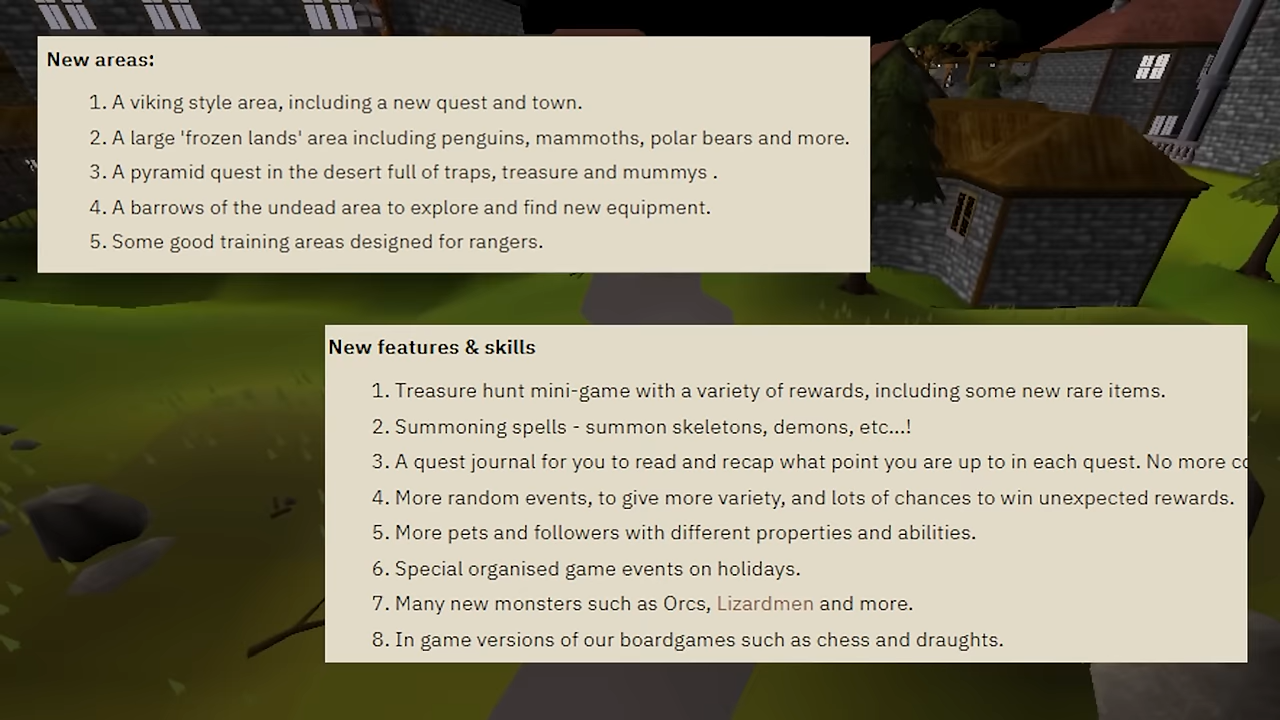 New areas:
1. A viking style area, including a new quest and town.
2. A large 'frozen lands' area including penguins, mammoths, polar bears and more.
3. A pyramid quest in the desert full of traps, treasure and mummys .
4. A barrows of the undead area to explore and find new equipment.
5. Some good training areas designed for rangers.
New features & skills
1. Treasure hunt mini-game with a variety of rewards, including some new rare items.
2. Summoning spells - summon skeletons, demons, etc...!
3. A quest journal for you to read and recap what point you are up to in each quest. No more
4. More random events, to give more variety, and lots of chances to win unexpected rewards.
5. More pets and followers with different properties and abilities.
6. Special organised game events on holidays.
7. Many new monsters such as Orcs, Lizardmen and more.
8. In game versions of our boardgames such as chess and draughts.